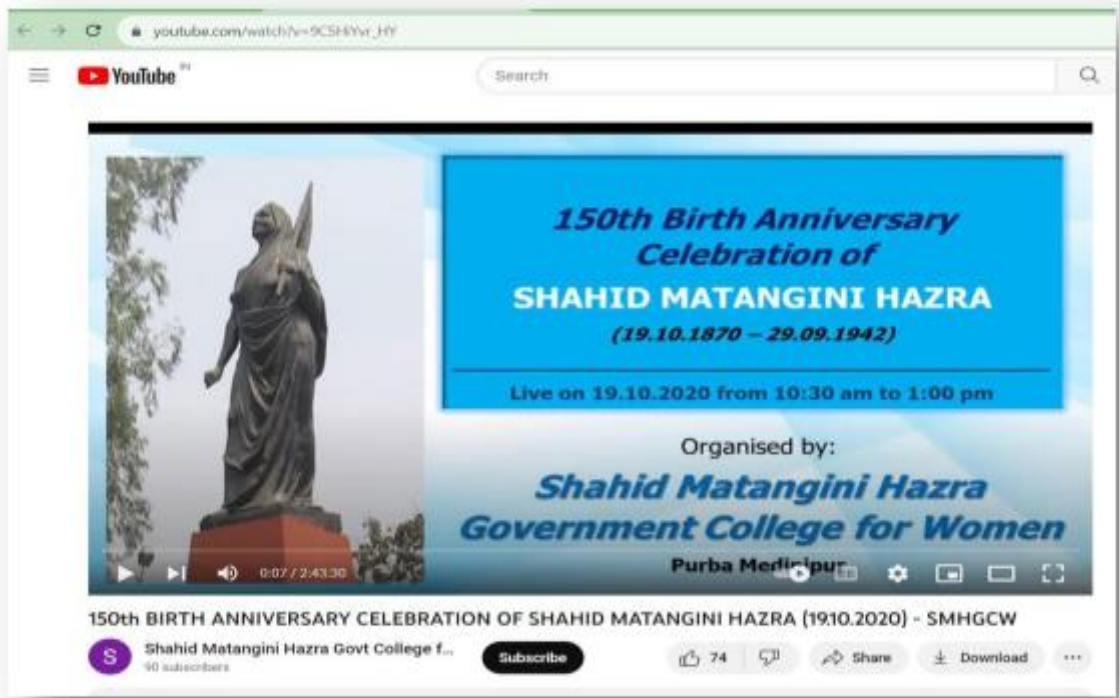 youtube.com/watch?v=9C5HiYvr_HY
YouTube IN
Search
150th Birth Anniversary
Celebration of
SHAHID MATANGINI HAZRA
(19.10.1870 – 29.09.1942)
Live on 19.10.2020 from 10:30 am to 1:00 pm
Organised by:
Shahid Matangini Hazra
Government College for Women
Purba Medinipur
0:07 / 2:43:30
150th BIRTH ANNIVERSARY CELEBRATION OF SHAHID MATANGINI HAZRA (19.10.2020) - SMHGCW
S
Shahid Matangini Hazra Govt College f...
90 subscribers
Subscribe
74
Share
Download